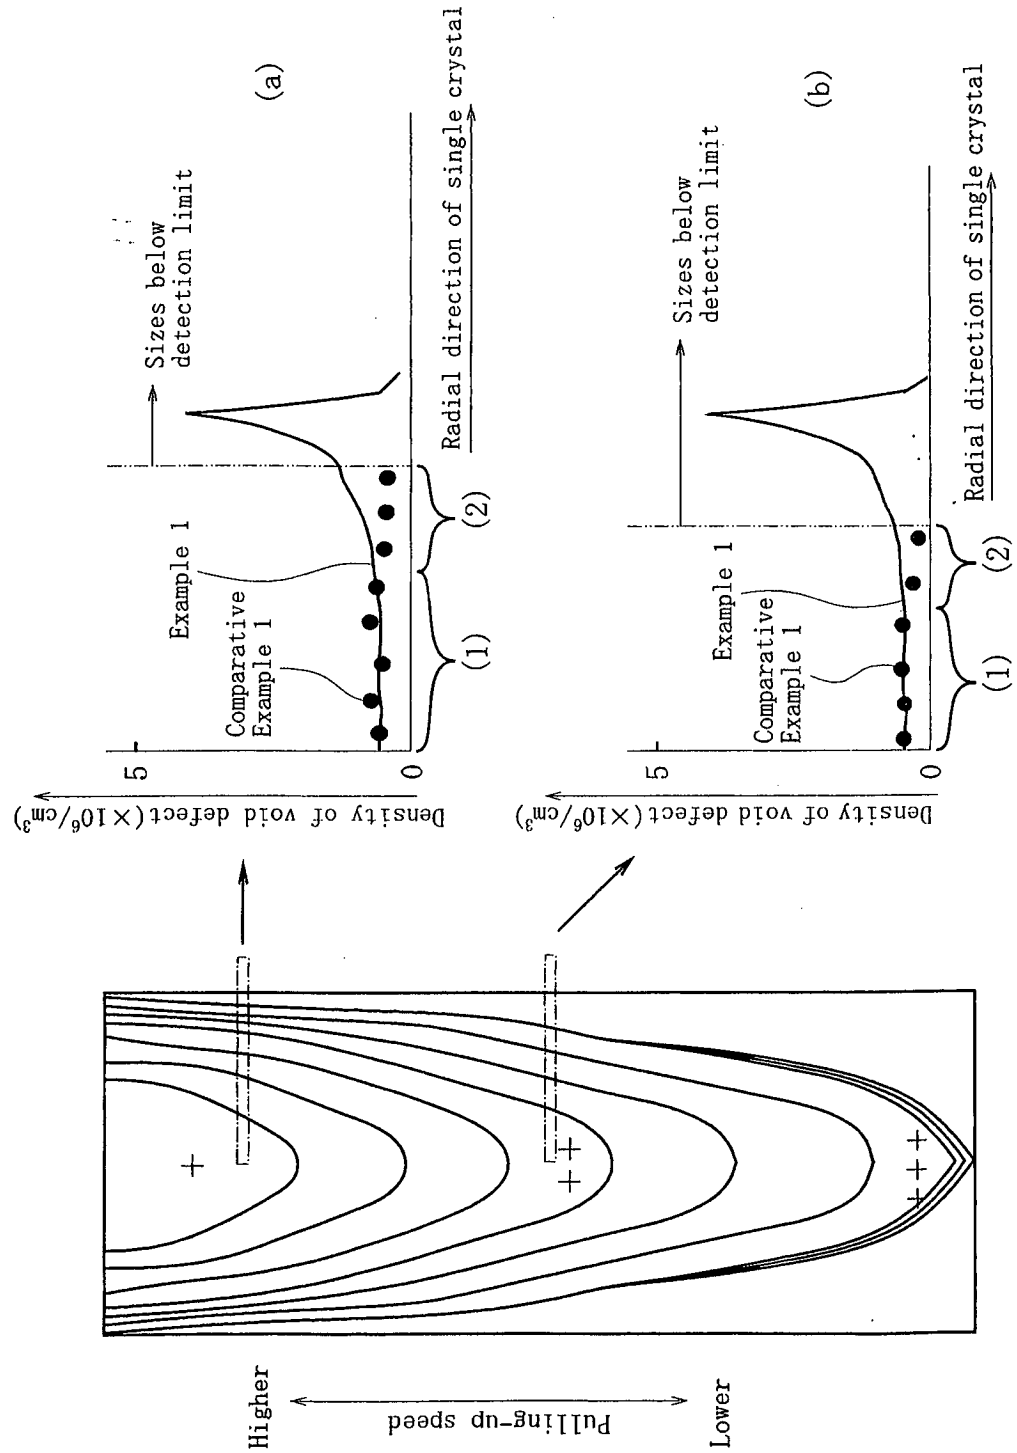 Higher
Pulling-up speed
Lower
(a)
Density of void defect(×10⁶/cm³)
5
0
Comparative
Example 1
Example 1
Sizes below
detection limit
(1)
(2)
Radial direction of single crystal
(b)
Density of void defect(×10⁶/cm³)
5
0
Comparative
Example 1
Example 1
Sizes below
detection limit
(1)
(2)
Radial direction of single crystal